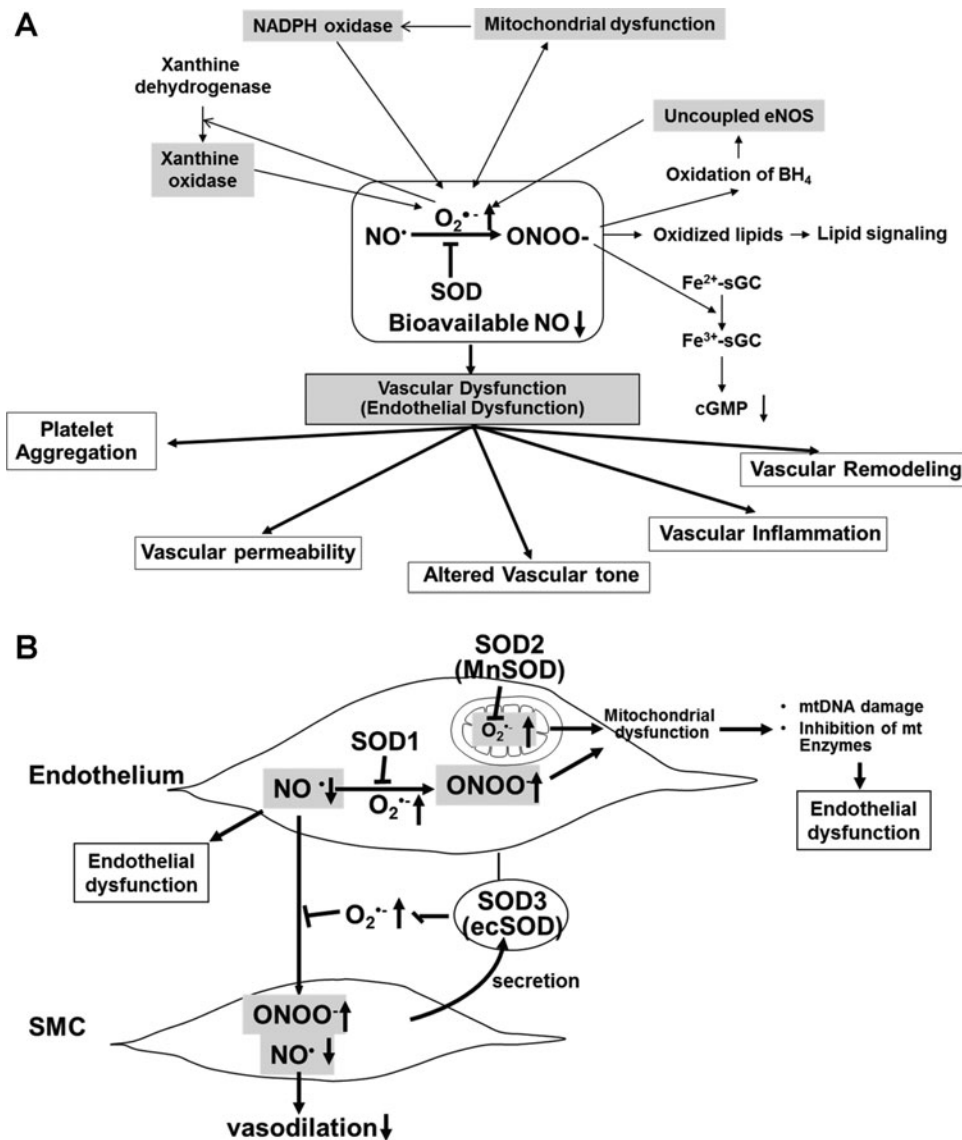 A
NADPH oxidase
Mitochondrial dysfunction
Xanthine
dehydrogenase
Uncoupled eNOS
Xanthine
oxidase
Oxidation of BH₄
O₂•-
NO•
ONOO-
Oxidized lipids
Lipid signaling
SOD
Fe²⁺-sGC
Bioavailable NO
Fe³⁺-sGC
Vascular Dysfunction
(Endothelial Dysfunction)
cGMP
Platelet
Aggregation
Vascular Remodeling
Vascular permeability
Vascular Inflammation
Altered Vascular tone
B
SOD2
(MnSOD)
O₂•-
Mitochondrial
dysfunction
• mtDNA damage
• Inhibition of mt
Enzymes
SOD1
Endothelium
NO•
O₂•-
ONOO-
Endothelial
dysfunction
Endothelial
dysfunction
O₂•-
SOD3
(ecSOD)
secretion
SMC
ONOO-
NO•
vasodilation